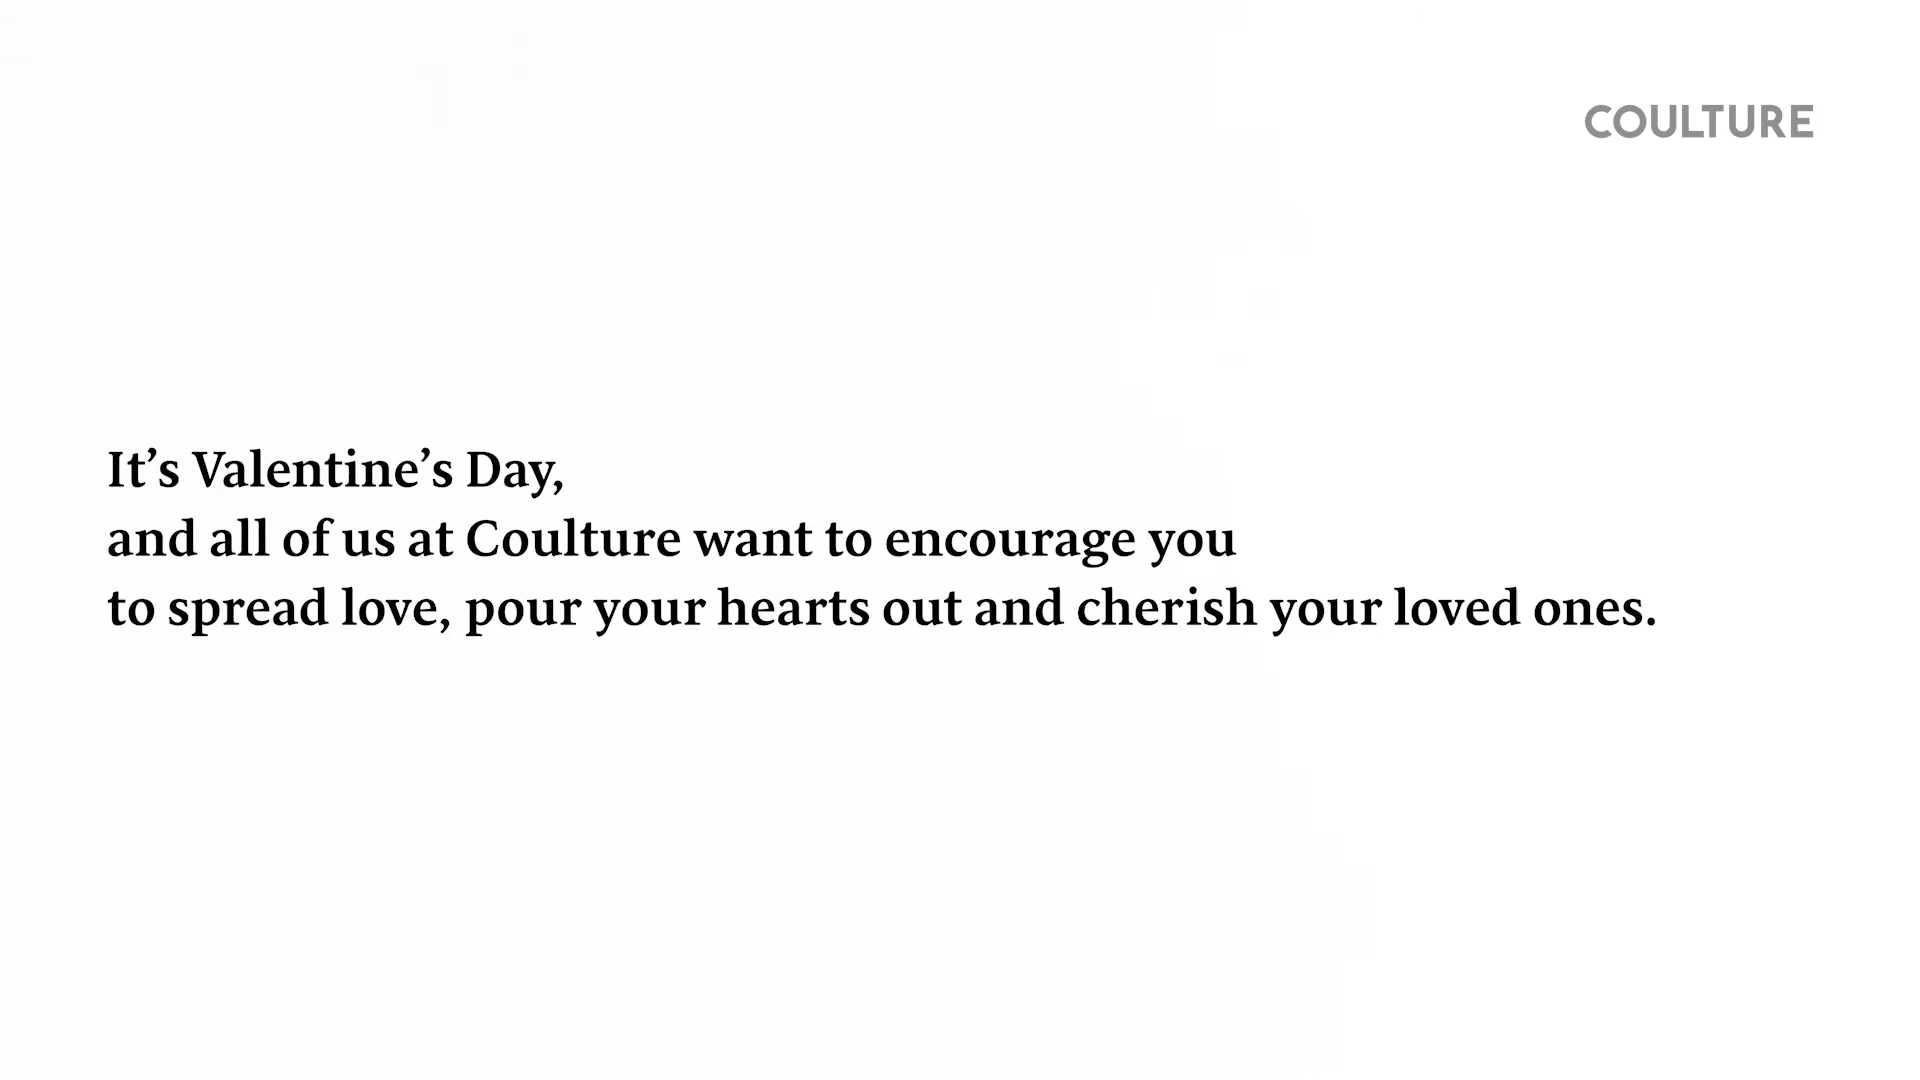 COULTURE
It’s Valentine’s Day,
and all of us at Coulture want to encourage you
to spread love, pour your hearts out and cherish your loved ones.